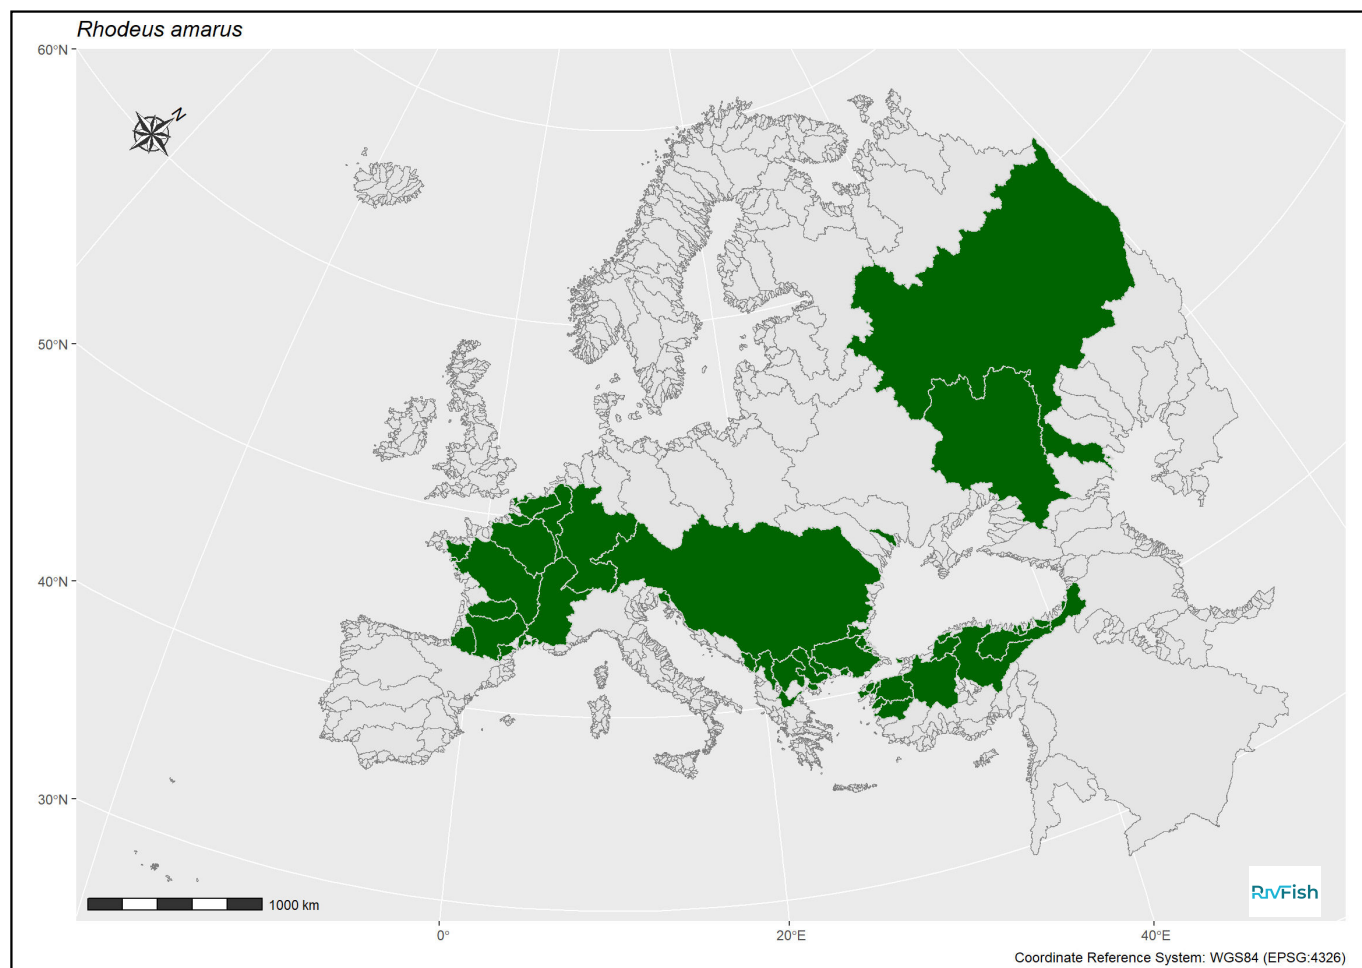 Rhodeus amarus
60°N
N
50°N
40°N
30°N
1000 km
RivFish
0°
20°E
40°E
Coordinate Reference System: WGS84 (EPSG:4326)